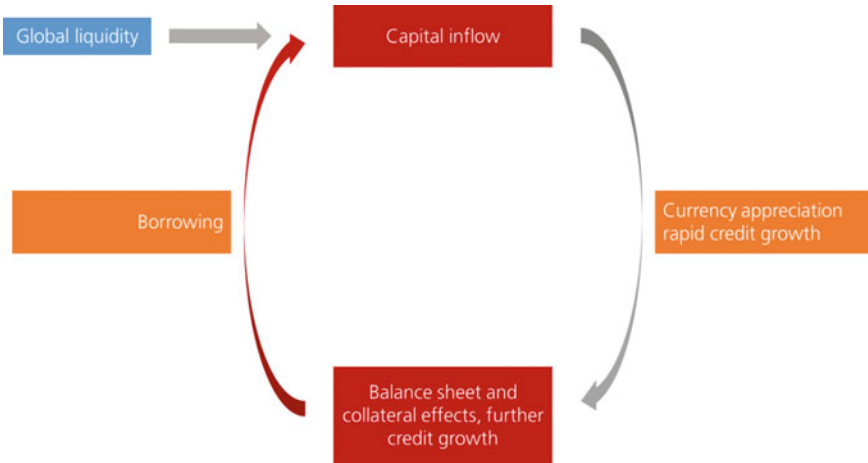 Global liquidity
Capital inflow
Borrowing
Currency appreciation
rapid credit growth
Balance sheet and
collateral effects, further
credit growth